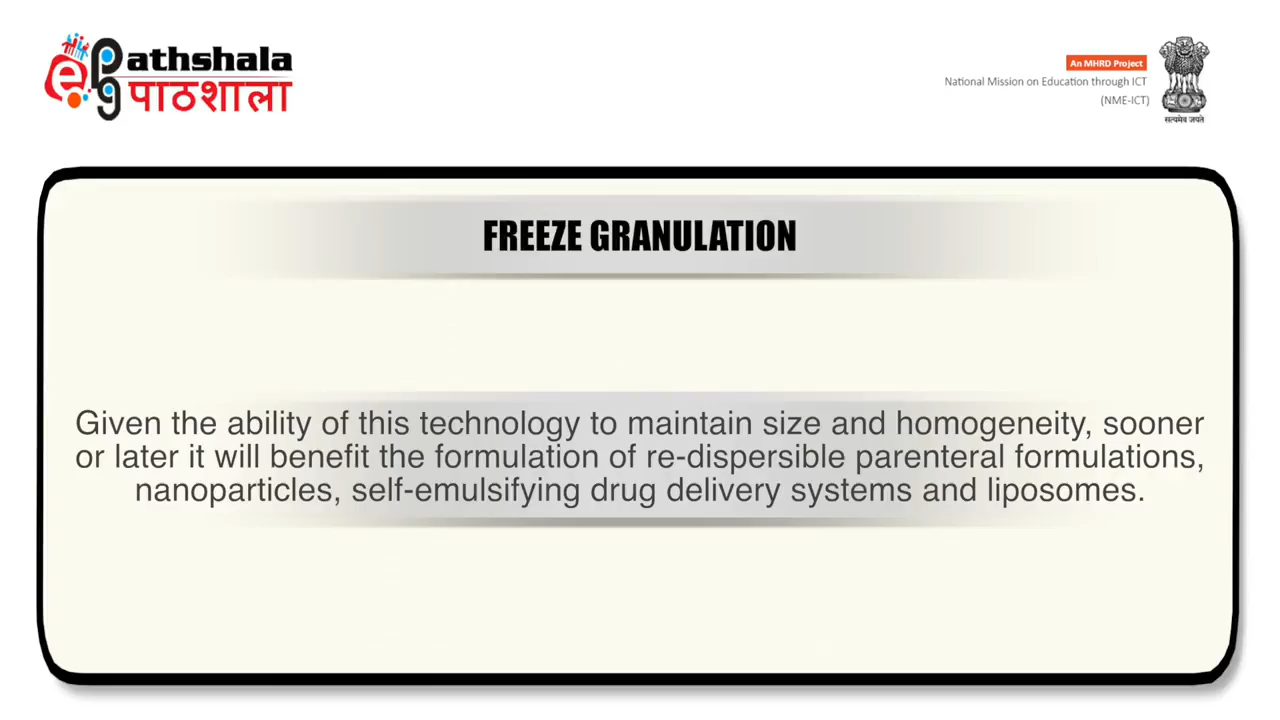 e pg Pathshala
पाठशाला
An MHRD Project
National Mission on Education through ICT
(NME-ICT)
सत्यमेव जयते
FREEZE GRANULATION
Given the ability of this technology to maintain size and homogeneity, sooner
or later it will benefit the formulation of re-dispersible parenteral formulations,
nanoparticles, self-emulsifying drug delivery systems and liposomes.